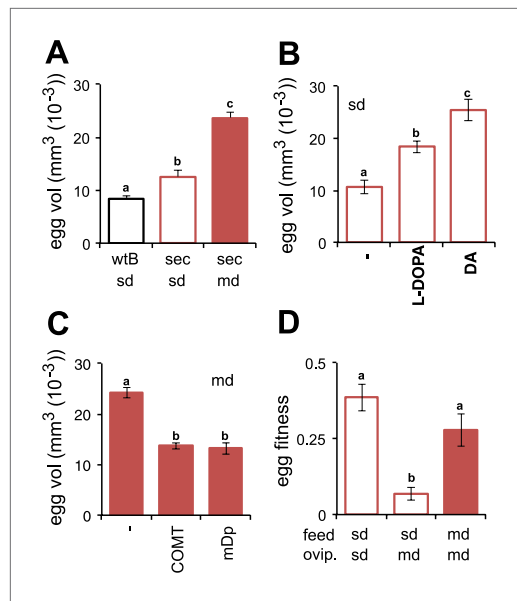 A
egg vol (mm³ (10⁻³))
30
20
10
0
a
b
c
wtB sec sec
sd sd md
B
egg vol (mm³ (10⁻³))
30
20
10
0
sd
a
b
c
-
L-DOPA
DA
C
egg vol (mm³ (10⁻³))
30
20
10
0
md
a
b
b
-
COMT
mDp
D
egg fitness
0.5
0.25
0
a
b
a
feed sd sd md
ovip. sd md md